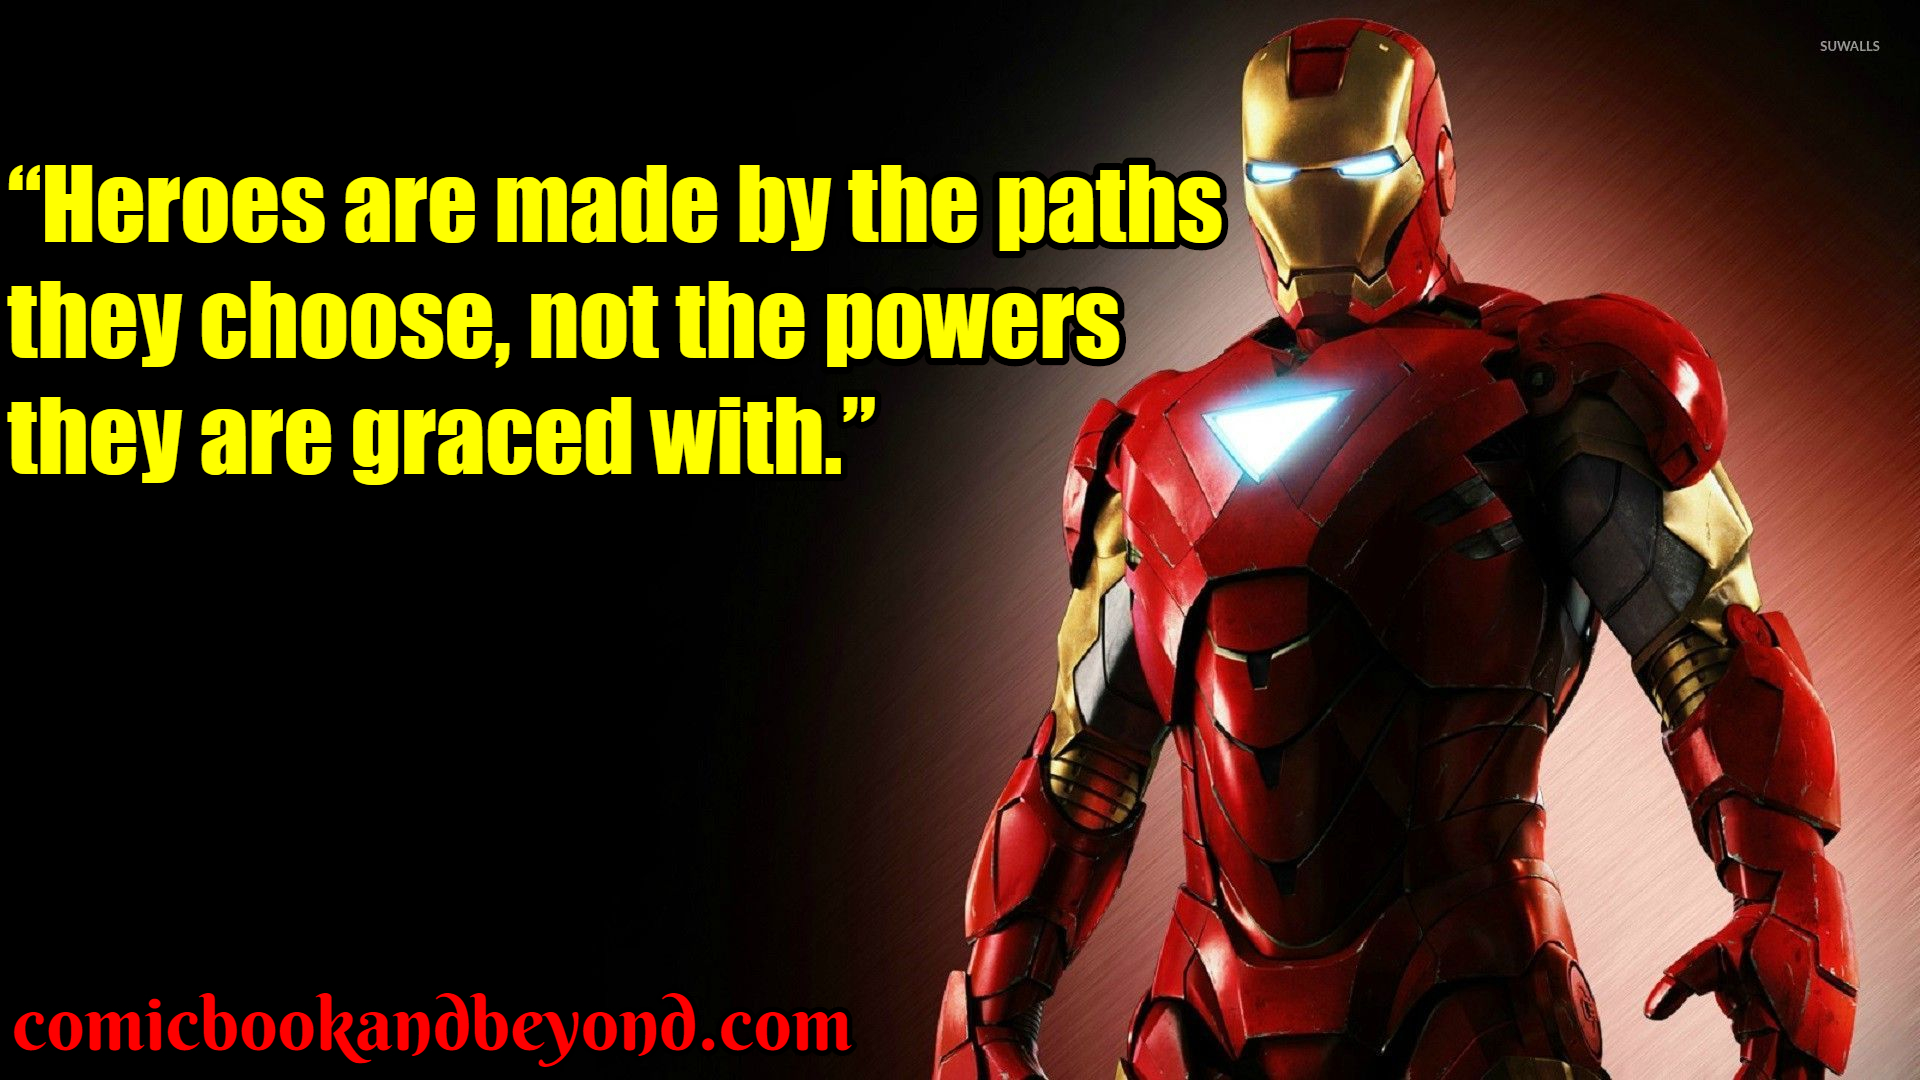 SUWALLS
“Heroes are made by the paths
they choose, not the powers
they are graced with.”
comicbookandbeyond.com